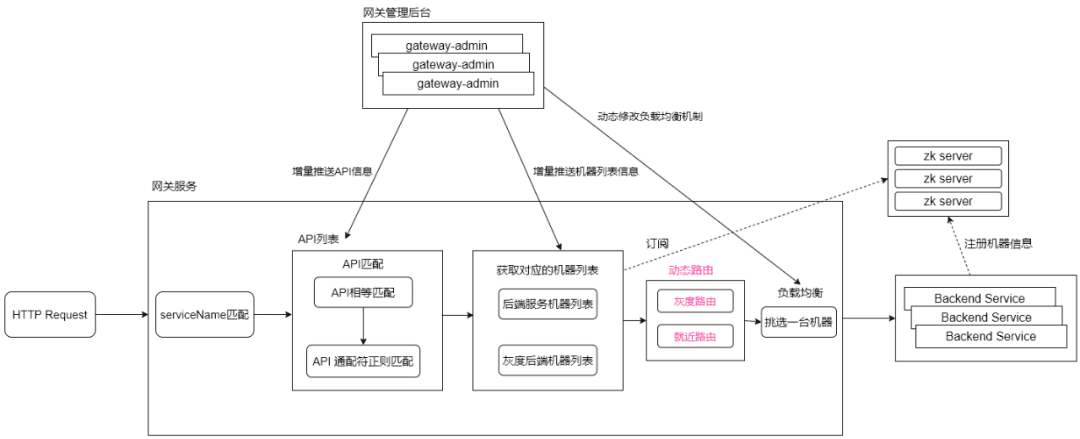 网关管理后台
gateway-admin
gateway-admin
gateway-admin
动态修改负载均衡机制
增量推送API信息
增量推送机器列表信息
zk server
zk server
zk server
网关服务
订阅
注册机器信息
API列表
API匹配
API相等匹配
API 通配符正则匹配
获取对应的机器列表
后端服务机器列表
灰度后端机器列表
动态路由
灰度路由
就近路由
负载均衡
挑选一台机器
HTTP Request
serviceName匹配
Backend Service
Backend Service
Backend Service